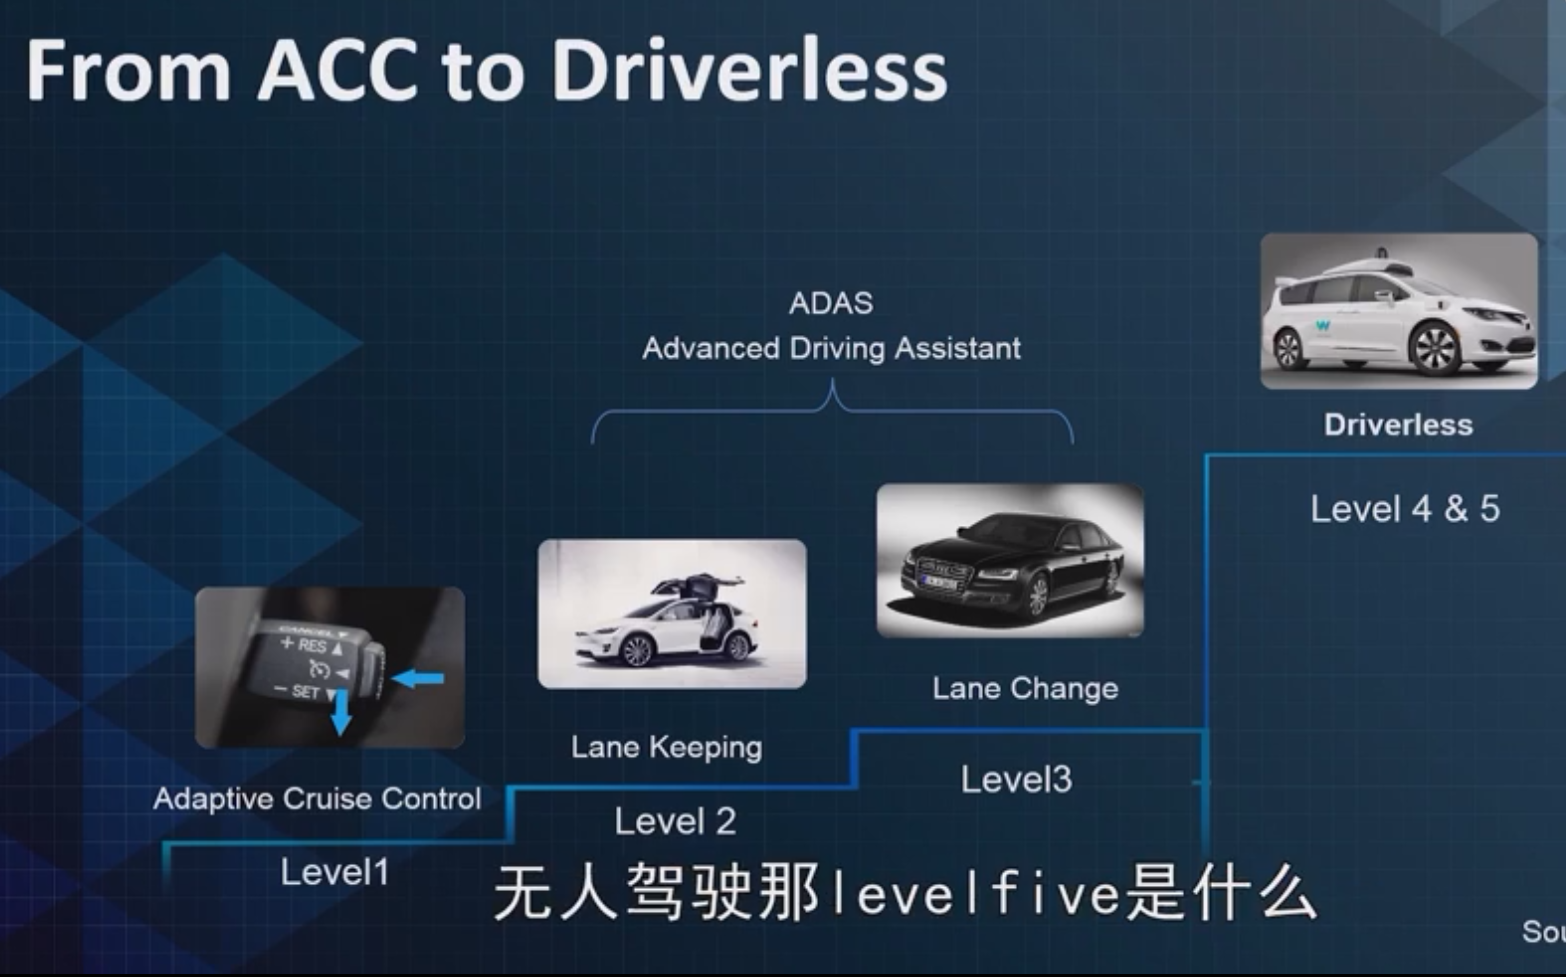 From ACC to Driverless
ADAS
Advanced Driving Assistant
W
Driverless
Level 4 & 5
Lane Change
Level3
Lane Keeping
Level 2
CANCEL
+ RES ▲
◄
− SET ▼
Adaptive Cruise Control
Level1
无人驾驶那levelfive是什么